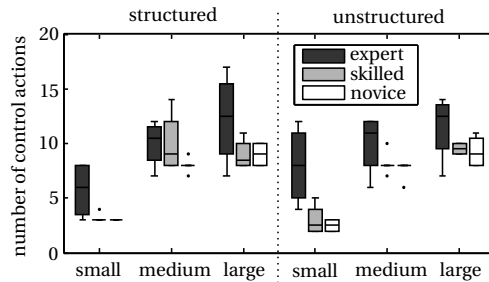 structured unstructured
number of control actions
20
15
10
5
0
expert
skilled
novice
small medium large small medium large